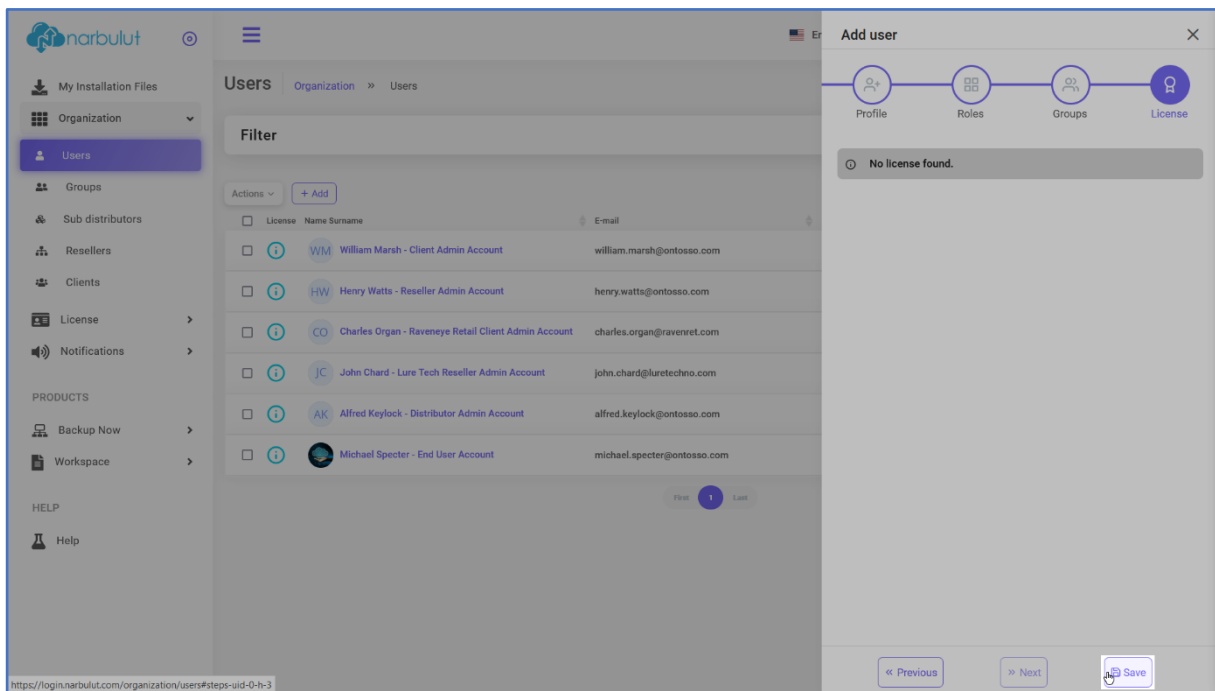 narbulut
My Installation Files
Organization
Users
Groups
Sub distributors
Resellers
Clients
License
Notifications
PRODUCTS
Backup Now
Workspace
HELP
Help
https://login.narbulut.com/organization/users#steps-uid-0-h-3
En
Users Organization » Users
Filter
Actions + Add
License Name Surname E-mail
WM William Marsh - Client Admin Account william.marsh@ontosso.com
HW Henry Watts - Reseller Admin Account henry.watts@ontosso.com
CO Charles Organ - Raveneye Retail Client Admin Account charles.organ@ravenret.com
JC John Chard - Lure Tech Reseller Admin Account john.chard@luretechno.com
AK Alfred Keylock - Distributor Admin Account alfred.keylock@ontosso.com
Michael Specter - End User Account michael.specter@ontosso.com
First 1 Last
Add user
Profile Roles Groups License
No license found.
« Previous » Next Save